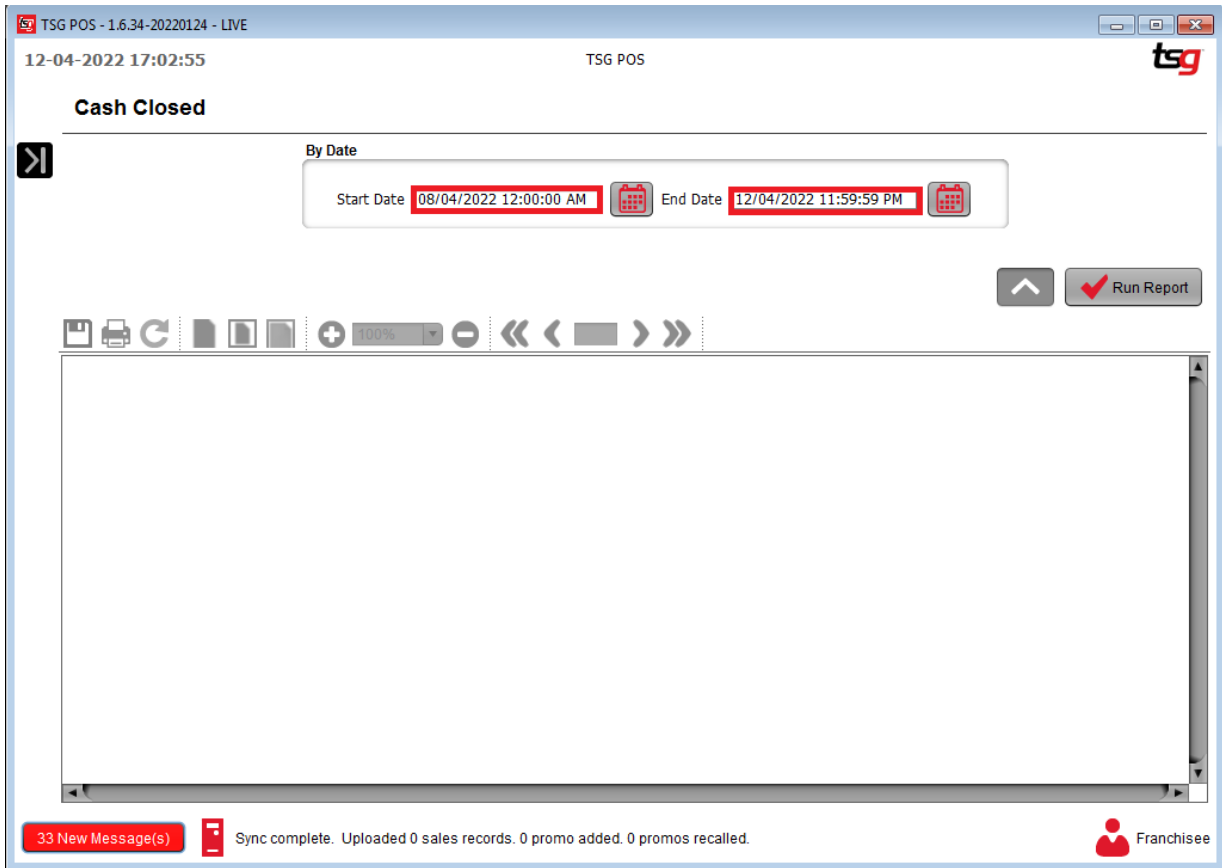 TSG POS - 1.6.34-20220124 - LIVE
12-04-2022 17:02:55
TSG POS
tsg
Cash Closed
By Date
Start Date 08/04/2022 12:00:00 AM End Date 12/04/2022 11:59:59 PM
Run Report
100%
33 New Message(s) Sync complete. Uploaded 0 sales records. 0 promo added. 0 promos recalled. Franchisee